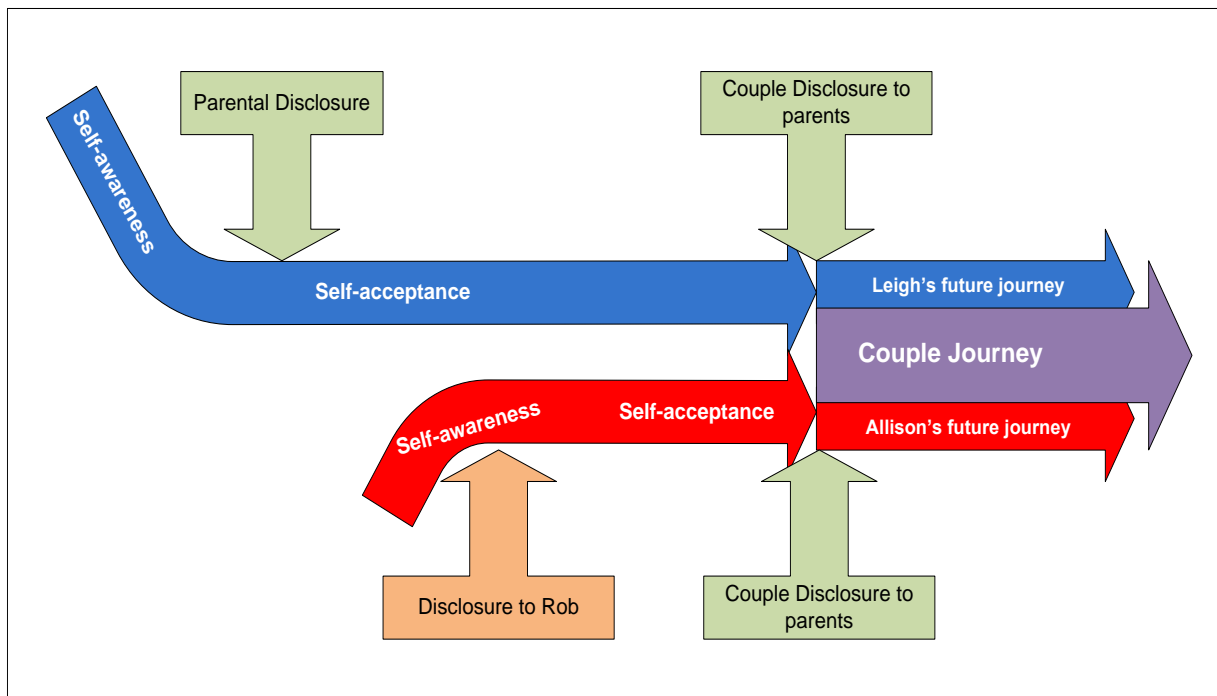 Parental Disclosure
Couple Disclosure to
parents
Self-awareness
Self-acceptance
Leigh’s future journey
Couple Journey
Self-awareness
Self-acceptance
Allison’s future journey
Disclosure to Rob
Couple Disclosure to
parents